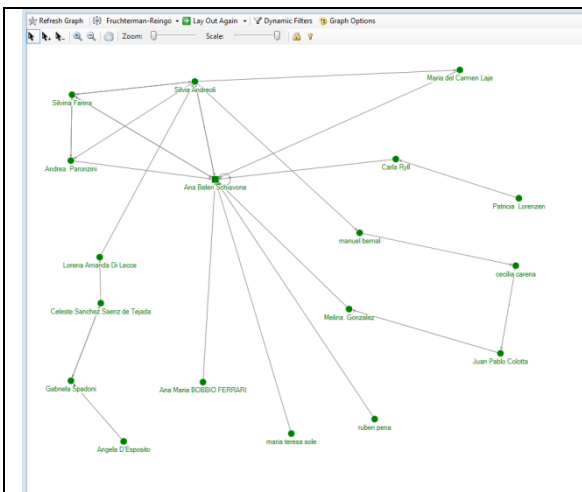 Refresh Graph Fruchterman-Reingo Lay Out Again Dynamic Filters Graph Options
Zoom: Scale:
Silvia Andreoli
Maria del Carmen Laje
Silvina Farina
Andrea Paronzini
Carla Ryll
Ana Belen Schiavone
Patricia Lorenzen
manuel bernal
Lorena Amanda Di Lecce
cecilia carena
Celeste Sanchez Saenz de Tejada
Melina Gonzalez
Juan Pablo Colotta
Gabriela Spadoni
Ana Maria BOBBIO FERRARI
ruben pena
maria teresa sole
Angela D'Esposito